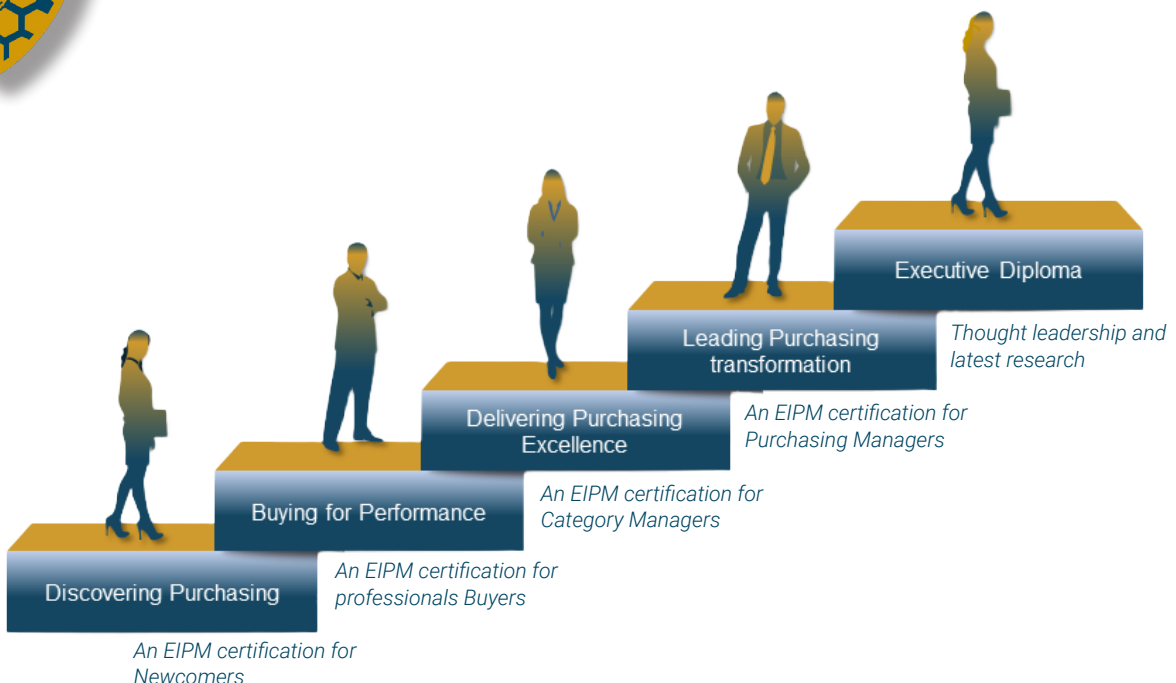 Executive Diploma
Thought leadership and
latest research
Leading Purchasing
transformation
An EIPM certification for
Purchasing Managers
Delivering Purchasing
Excellence
An EIPM certification for
Category Managers
Buying for Performance
An EIPM certification for
professionals Buyers
Discovering Purchasing
An EIPM certification for
Newcomers